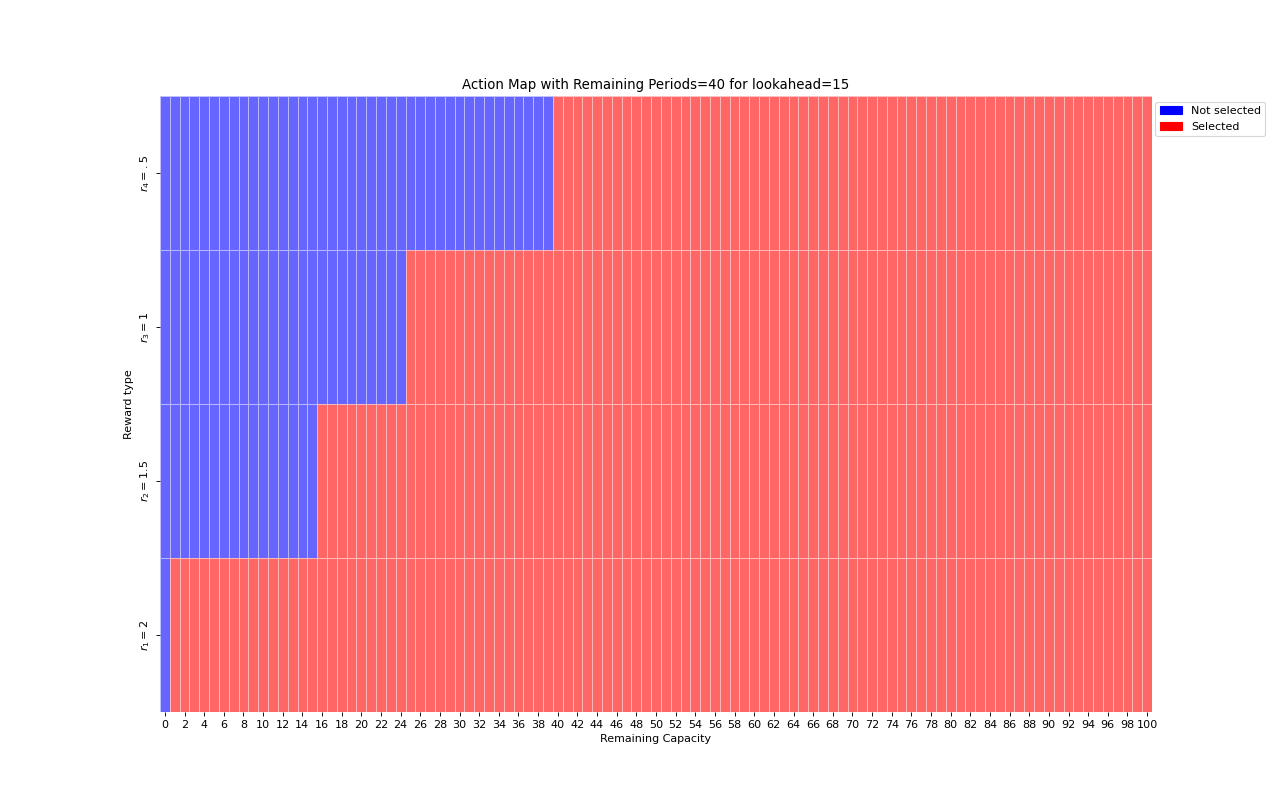 Action Map with Remaining Periods=40 for lookahead=15
Not selected
Selected
r₄ = .5
r₃ = 1
r₂ = 1.5
r₁ = 2
Reward type
0 2 4 6 8 10 12 14 16 18 20 22 24 26 28 30 32 34 36 38 40 42 44 46 48 50 52 54 56 58 60 62 64 66 68 70 72 74 76 78 80 82 84 86 88 90 92 94 96 98 100
Remaining Capacity